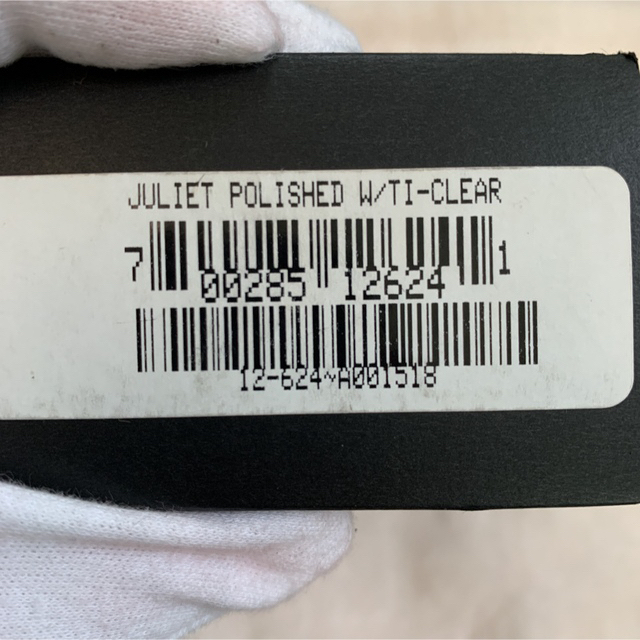 JULIET POLISHED W/TI-CLEAR
7 00285 12624 1
12-624~A001518